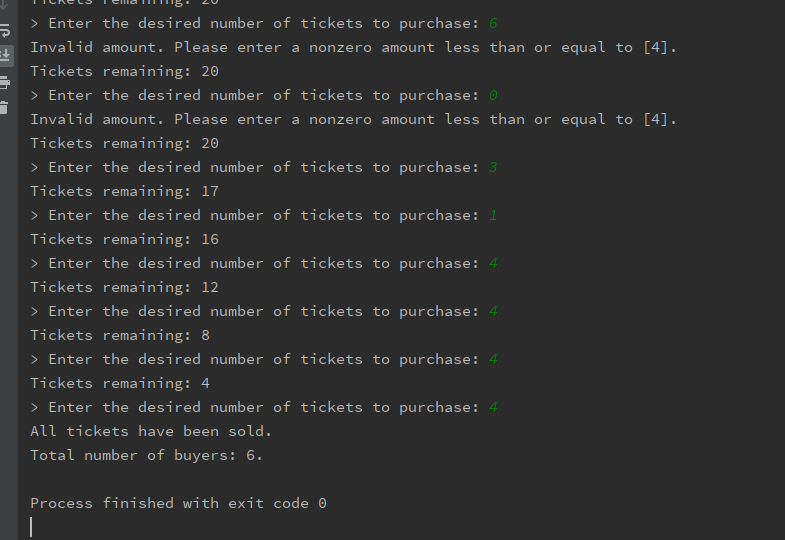 Tickets remaining: 20
> Enter the desired number of tickets to purchase: 6
Invalid amount. Please enter a nonzero amount less than or equal to [4].
Tickets remaining: 20
> Enter the desired number of tickets to purchase: 0
Invalid amount. Please enter a nonzero amount less than or equal to [4].
Tickets remaining: 20
> Enter the desired number of tickets to purchase: 3
Tickets remaining: 17
> Enter the desired number of tickets to purchase: 1
Tickets remaining: 16
> Enter the desired number of tickets to purchase: 4
Tickets remaining: 12
> Enter the desired number of tickets to purchase: 4
Tickets remaining: 8
> Enter the desired number of tickets to purchase: 4
Tickets remaining: 4
> Enter the desired number of tickets to purchase: 4
All tickets have been sold.
Total number of buyers: 6.
Process finished with exit code 0